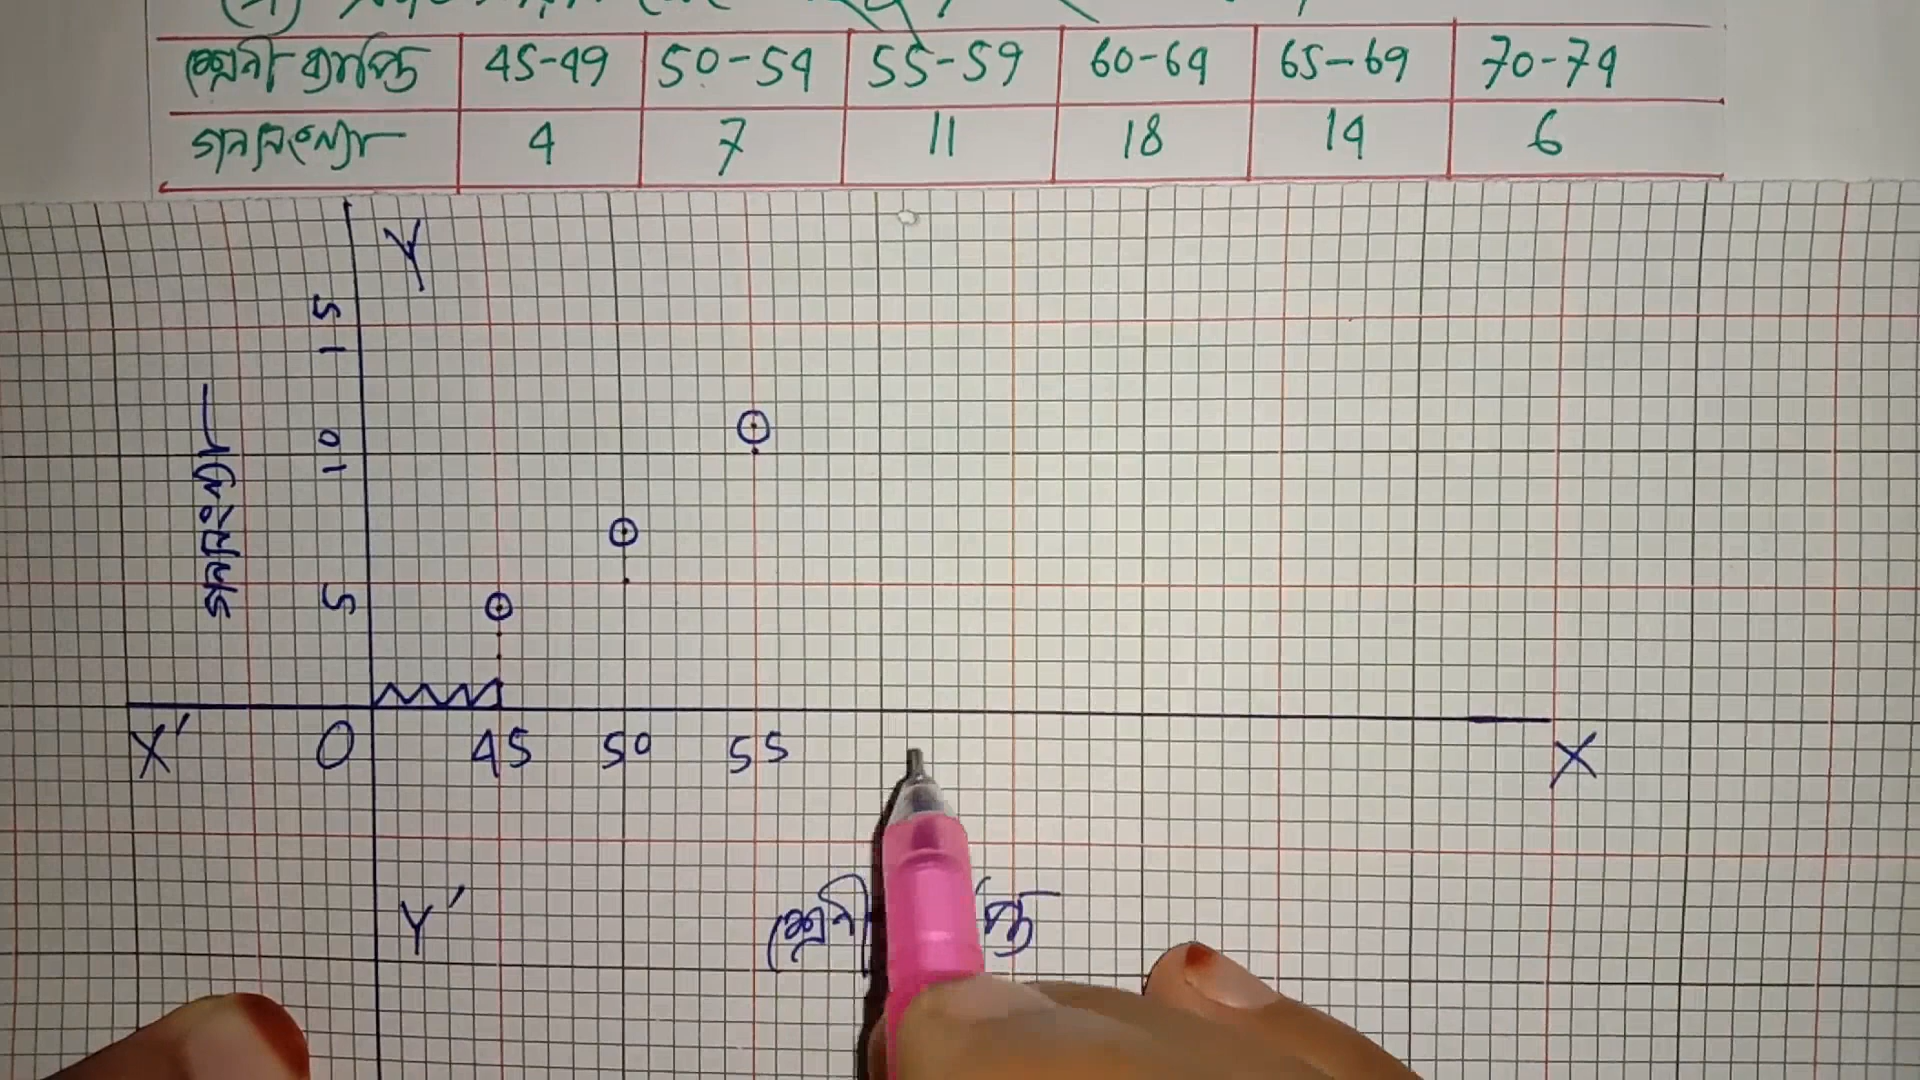 শ্রেণী ব্যাপ্তি 45-49 50-54 55-59 60-64 65-69 70-74
গনসংখ্যা 4 7 11 18 14 6
Y
15
10
গনসংখ্যা
5
X′ 0 45 50 55 X
Y′ শ্রেণী